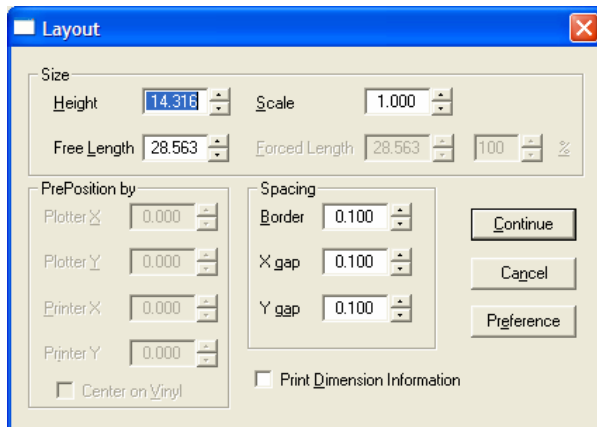 Layout
Size
Height 14.316 Scale 1.000
Free Length 28.563 Forced Length 28.563 100 %
PrePosition by Spacing
Plotter X 0.000 Border 0.100 Continue
Plotter Y 0.000 X gap 0.100 Cancel
Printer X 0.000 Y gap 0.100 Preference
Printer Y 0.000
Center on Vinyl Print Dimension Information